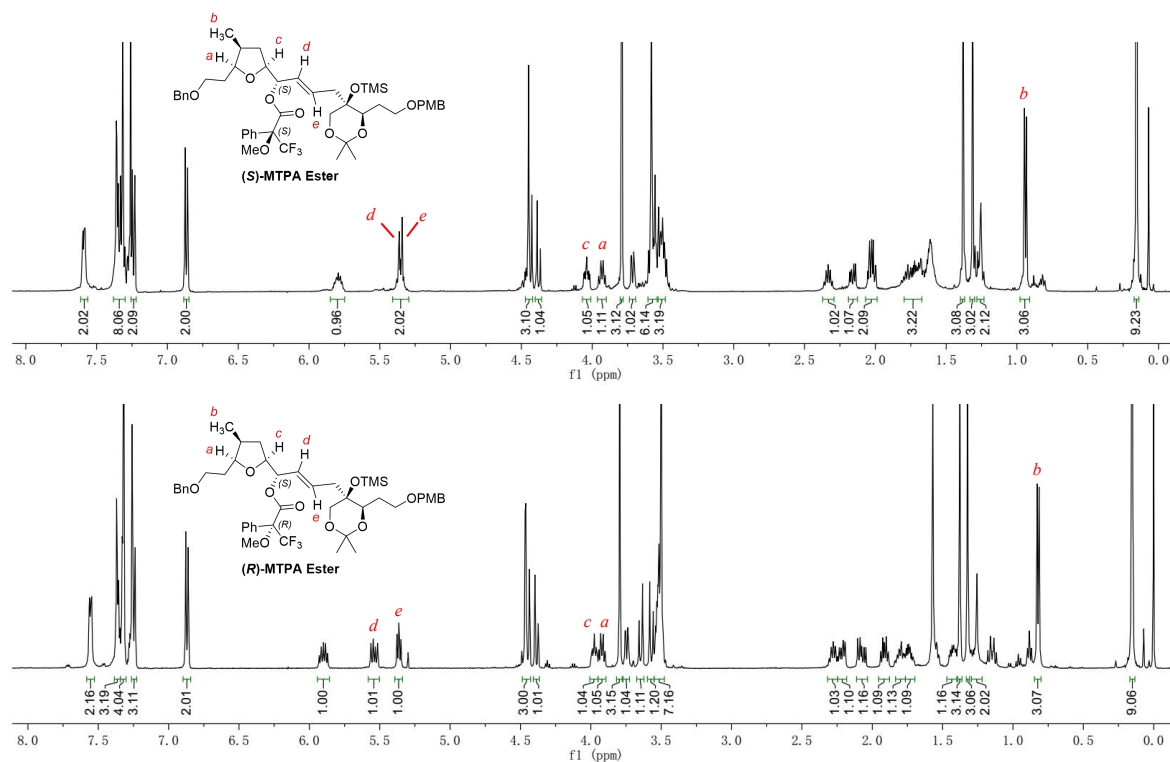 b
H₃C
c
d
a
H
H
H
O
(S)
OTMS
BnO
OPMB
O
O
H
e
(S)
Ph
O
O
MeO
CF₃
(S)-MTPA Ester
d
e
c
a
b
2.02
8.06
2.09
2.00
0.96
2.02
3.10
1.04
1.05
1.11
3.12
1.02
6.14
3.19
1.02
1.07
2.09
3.22
3.08
3.02
2.12
3.06
9.23
8.0 7.5 7.0 6.5 6.0 5.5 5.0 4.5 4.0 3.5 3.0 2.5 2.0 1.5 1.0 0.5 0.0
f1 (ppm)
b
H₃C
c
d
a
H
H
H
O
(S)
OTMS
BnO
OPMB
O
O
H
e
(R)
Ph
O
O
MeO
CF₃
(R)-MTPA Ester
d
e
c
a
b
2.16
3.19
4.04
3.11
2.01
1.00
1.01
1.00
3.00
1.01
1.04
1.05
3.15
1.04
1.11
1.20
7.16
1.03
1.10
1.16
1.09
1.13
1.09
1.16
3.14
3.06
2.02
3.07
9.06
8.0 7.5 7.0 6.5 6.0 5.5 5.0 4.5 4.0 3.5 3.0 2.5 2.0 1.5 1.0 0.5 0.0
f1 (ppm)